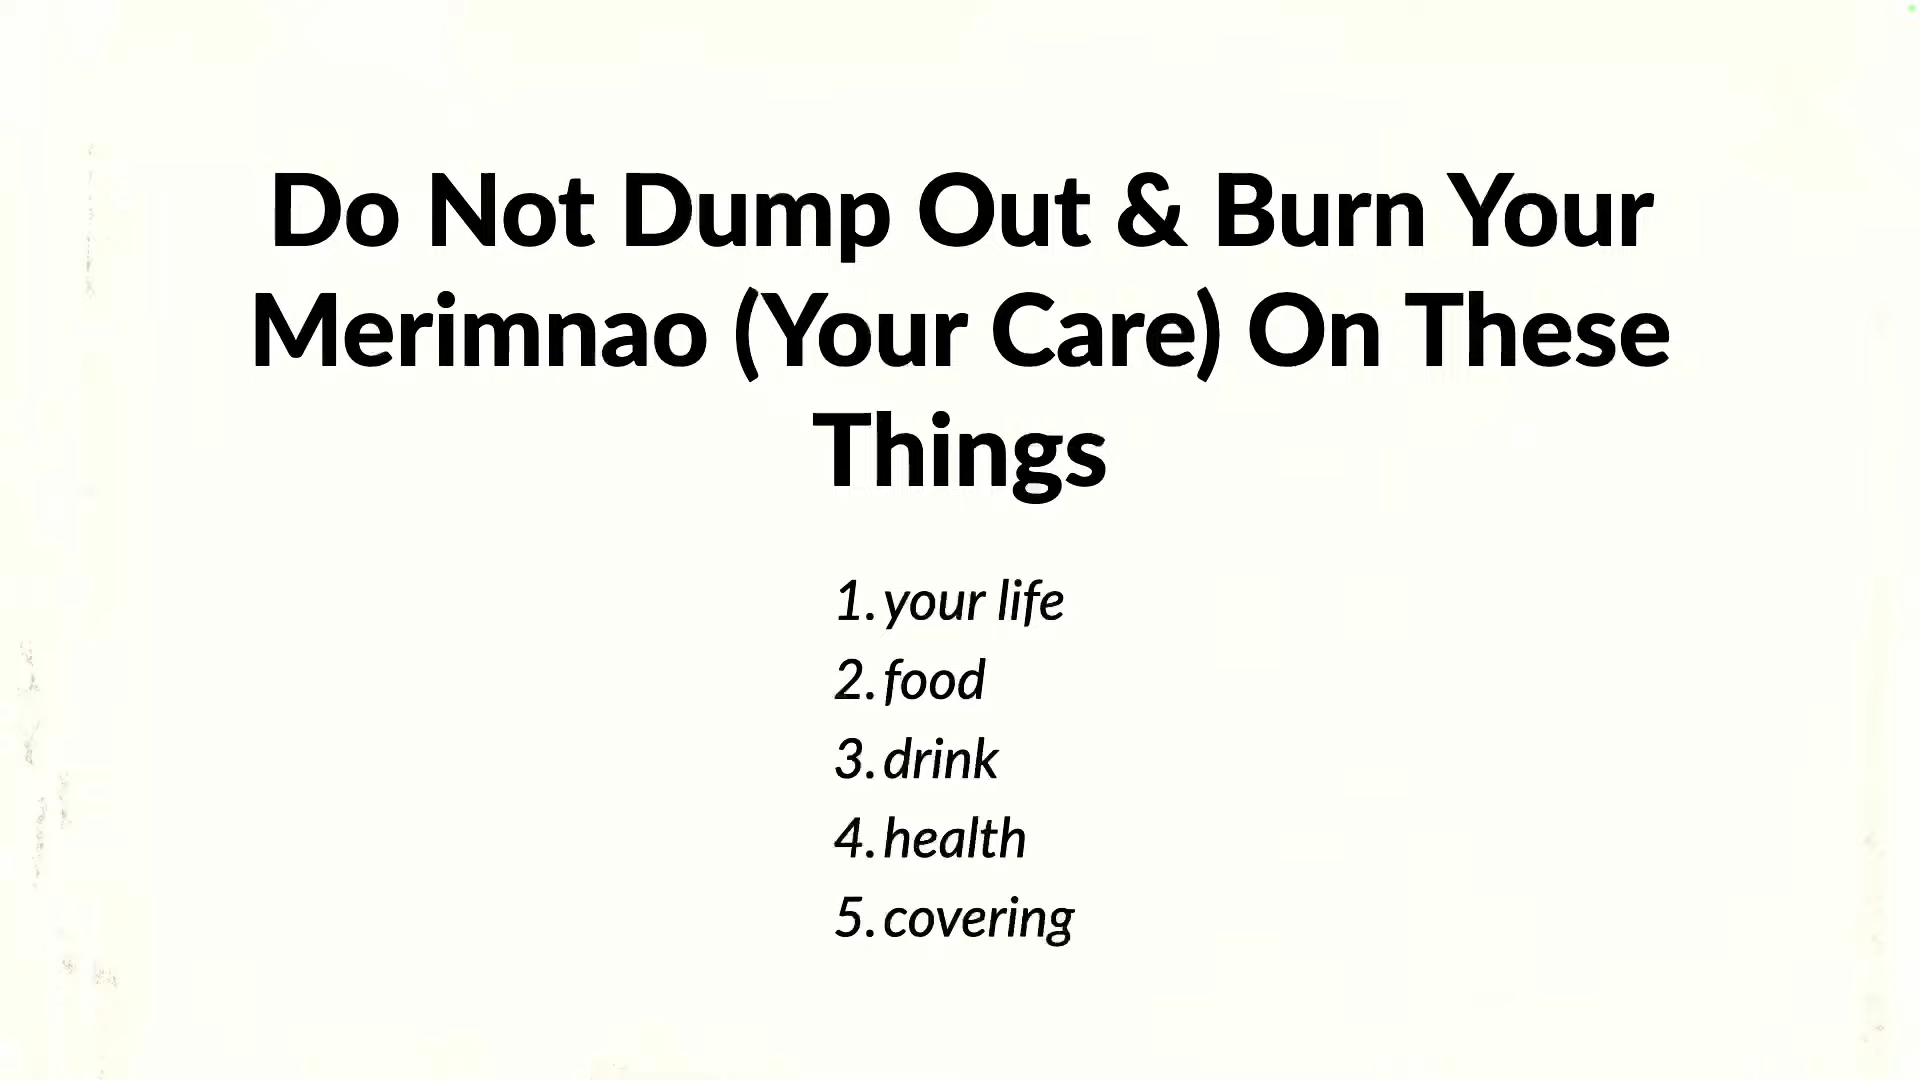 Do Not Dump Out & Burn Your
Merimnao (Your Care) On These
Things
1. your life
2. food
3. drink
4. health
5. covering